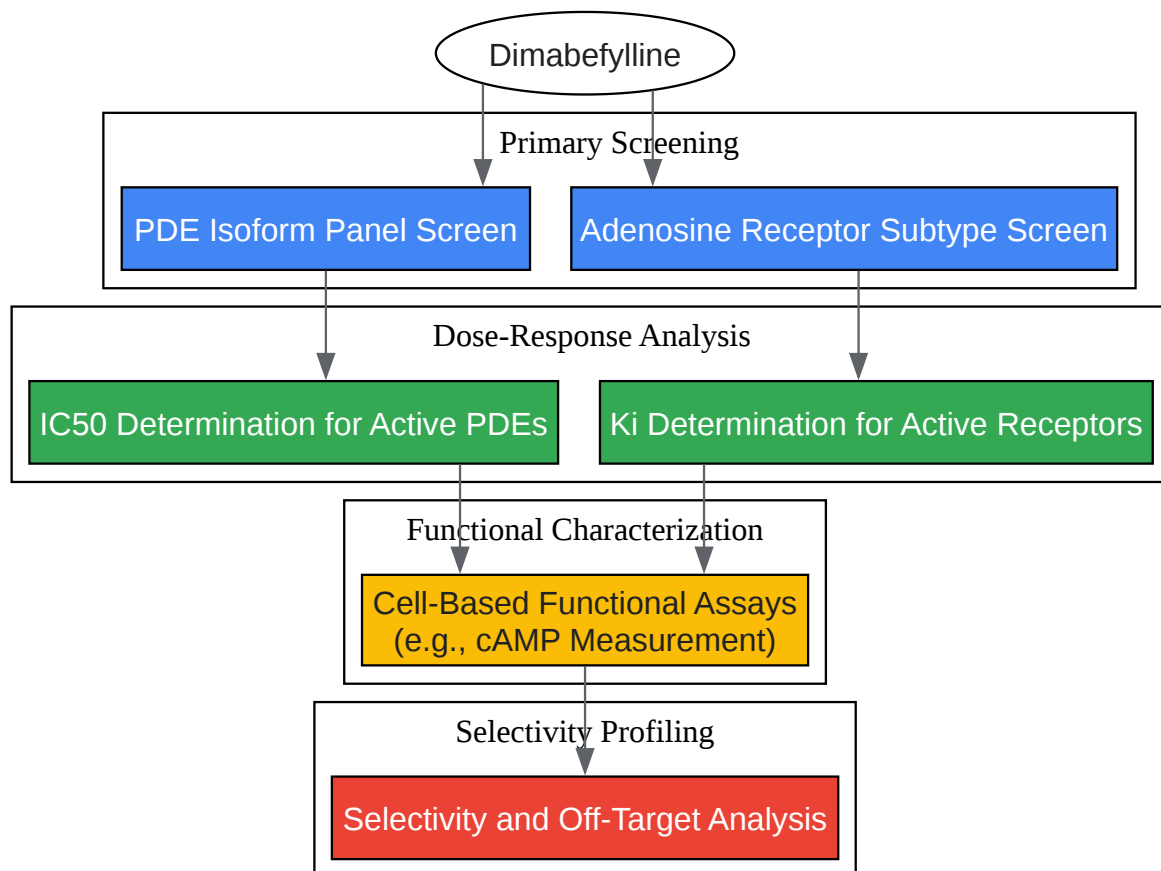 Dimabefylline
Primary Screening
PDE Isoform Panel Screen
Adenosine Receptor Subtype Screen
Dose-Response Analysis
IC50 Determination for Active PDEs
Ki Determination for Active Receptors
Functional Characterization
Cell-Based Functional Assays
(e.g., cAMP Measurement)
Selectivity Profiling
Selectivity and Off-Target Analysis